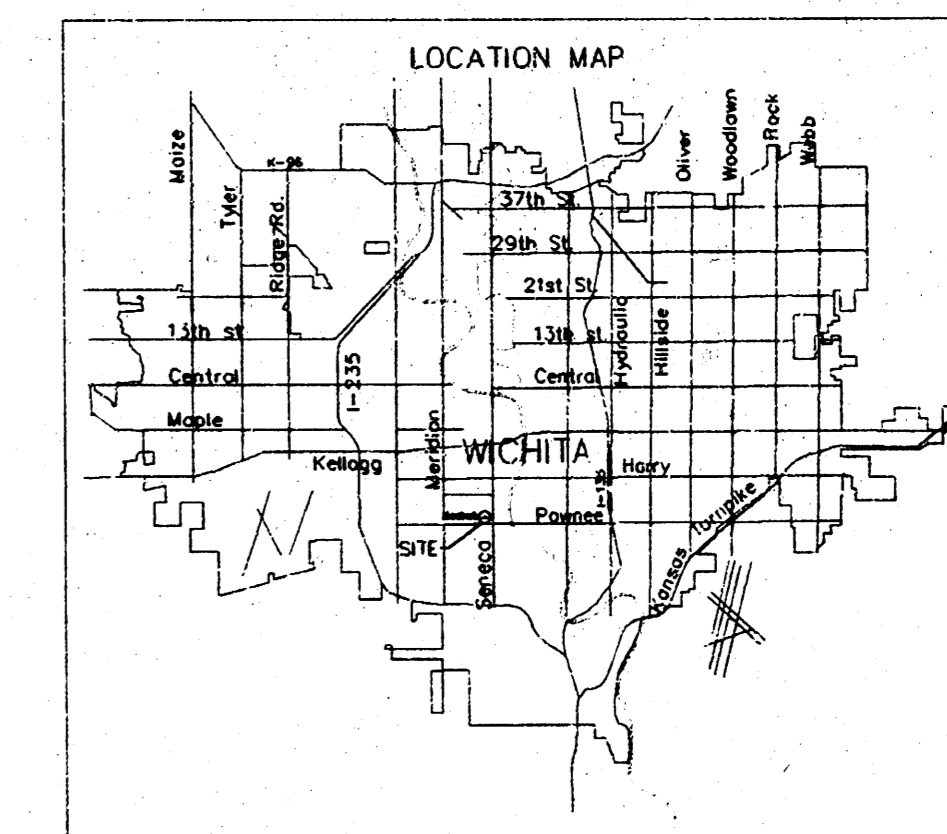 LOCATION MAP
Maize
Tyler
K-96
Ridge Rd.
Oliver
Woodlawn
Rock
Webb
37th St.
29th St.
21st St.
13th st.
13th st.
Hydraulic
Hillside
Central
Central
I-235
Maple
Meridian
WICHITA
Kellogg
Harry
I-135
Pawnee
SITE
Seneca
Kansas Turnpike